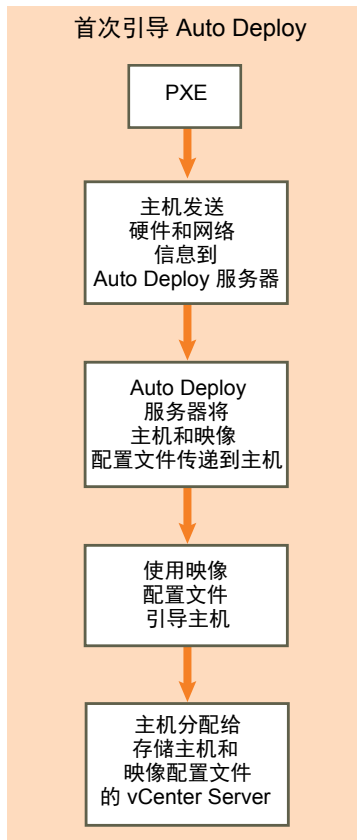 首次引导 Auto Deploy
PXE
主机发送
硬件和网络
信息到
Auto Deploy 服务器
Auto Deploy
服务器将
主机和映像
配置文件传递到主机
使用映像
配置文件
引导主机
主机分配给
存储主机和
映像配置文件
的 vCenter Server